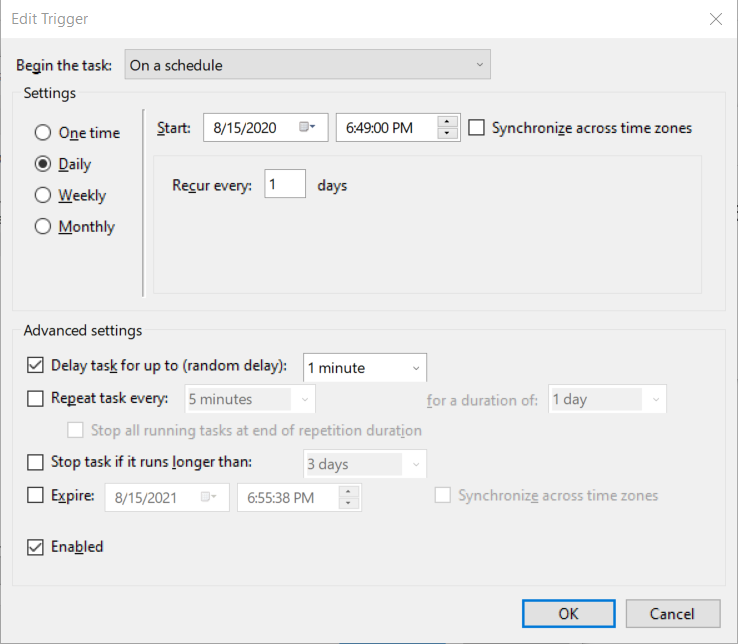 Edit Trigger
Begin the task: On a schedule
Settings
One time
Start: 8/15/2020 6:49:00 PM Synchronize across time zones
Daily
Recur every: 1 days
Weekly
Monthly
Advanced settings
Delay task for up to (random delay): 1 minute
Repeat task every: 5 minutes for a duration of: 1 day
Stop all running tasks at end of repetition duration
Stop task if it runs longer than: 3 days
Expire: 8/15/2021 6:55:38 PM Synchronize across time zones
Enabled
OK Cancel